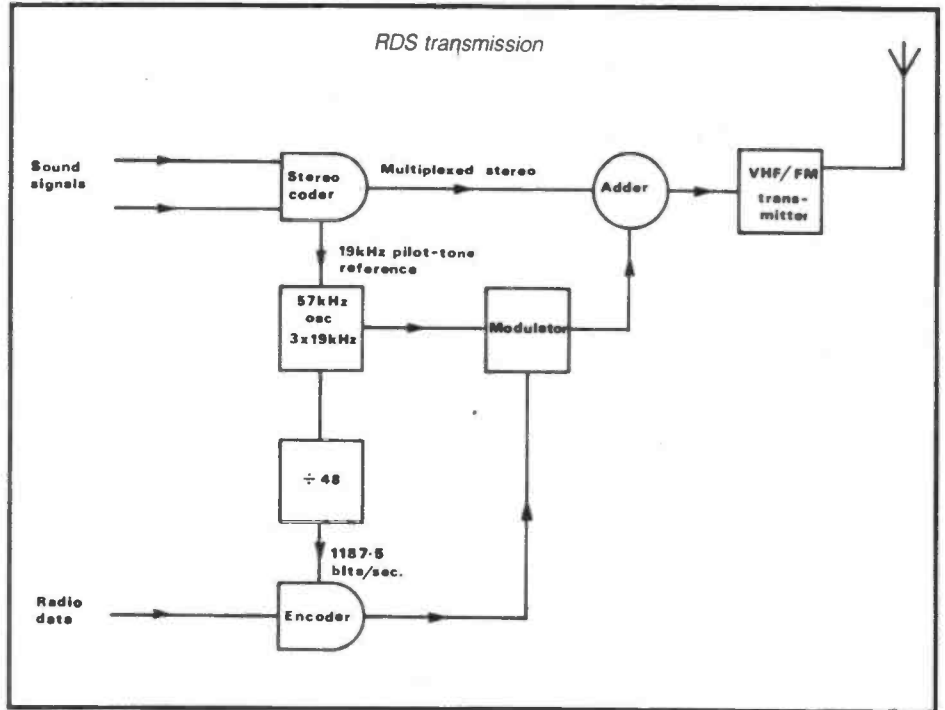 RDS transmission
Sound
signals
Stereo
coder
Multiplexed stereo
Adder
VHF/FM
trans-
mitter
19kHz pilot-tone
reference
57kHz
osc
3x19kHz
Modulator
÷ 48
1187·5
bits/sec.
Radio
data
Encoder